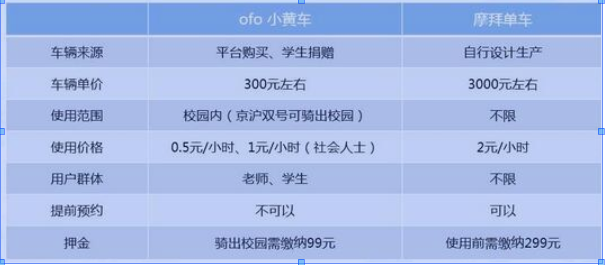 ofo 小黄车 摩拜单车
车辆来源 平台购买、学生捐赠 自行设计生产
车辆单价 300元左右 3000元左右
使用范围 校园内（京沪双号可骑出校园） 不限
使用价格 0.5元/小时、1元/小时（社会人士） 2元/小时
用户群体 老师、学生 不限
提前预约 不可以 可以
押金 骑出校园需缴纳99元 使用前需缴纳299元